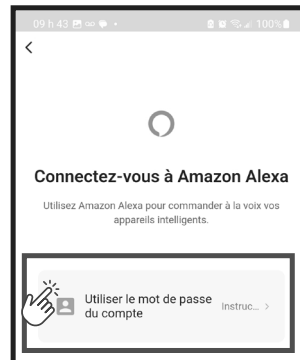 09 h 43
100%
Connectez-vous à Amazon Alexa
Utilisez Amazon Alexa pour commander à la voix vos
appareils intelligents.
Utiliser le mot de passe
du compte
Instruc... >